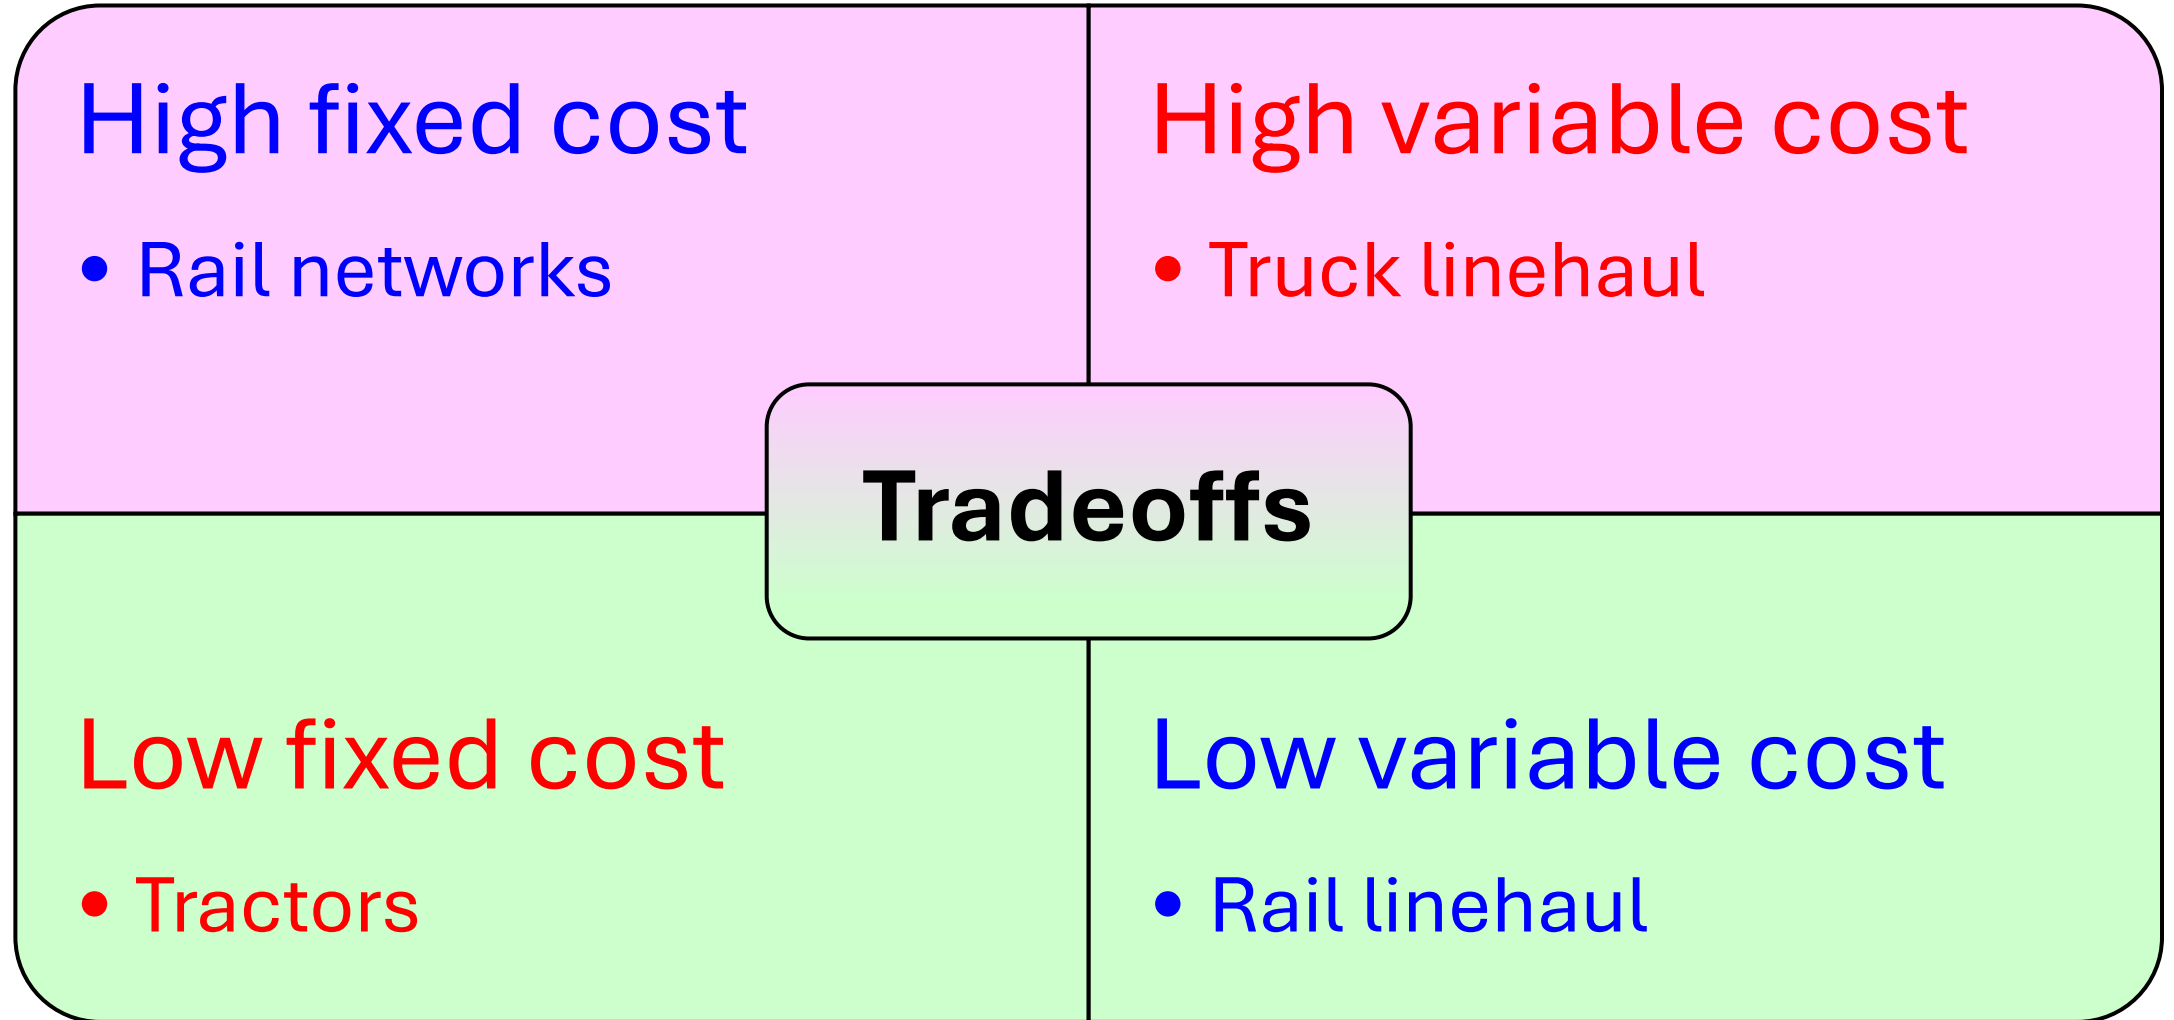 High fixed cost
• Rail networks
High variable cost
• Truck linehaul
Tradeoffs
Low fixed cost
• Tractors
Low variable cost
• Rail linehaul